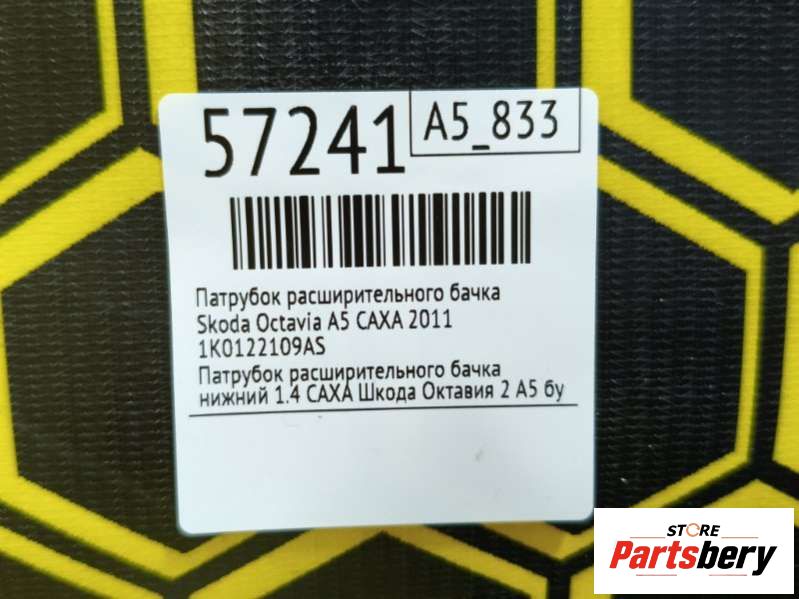 57241
A5_833
Патрубок расширительного бачка
Skoda Octavia A5 CAXA 2011
1K0122109AS
Патрубок расширительного бачка
нижний 1.4 CAXA Шкода Октавия 2 А5 бу
STORE
Partsbery